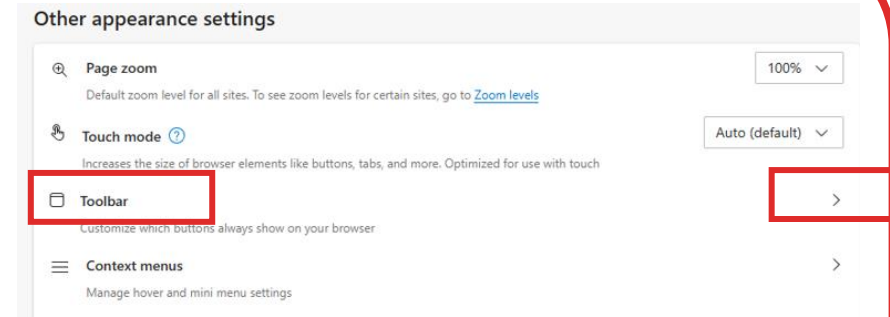 Other appearance settings
Page zoom
100%
Default zoom level for all sites. To see zoom levels for certain sites, go to Zoom levels
Touch mode
Auto (default)
Increases the size of browser elements like buttons, tabs, and more. Optimized for use with touch
Toolbar
Customize which buttons always show on your browser
Context menus
Manage hover and mini menu settings